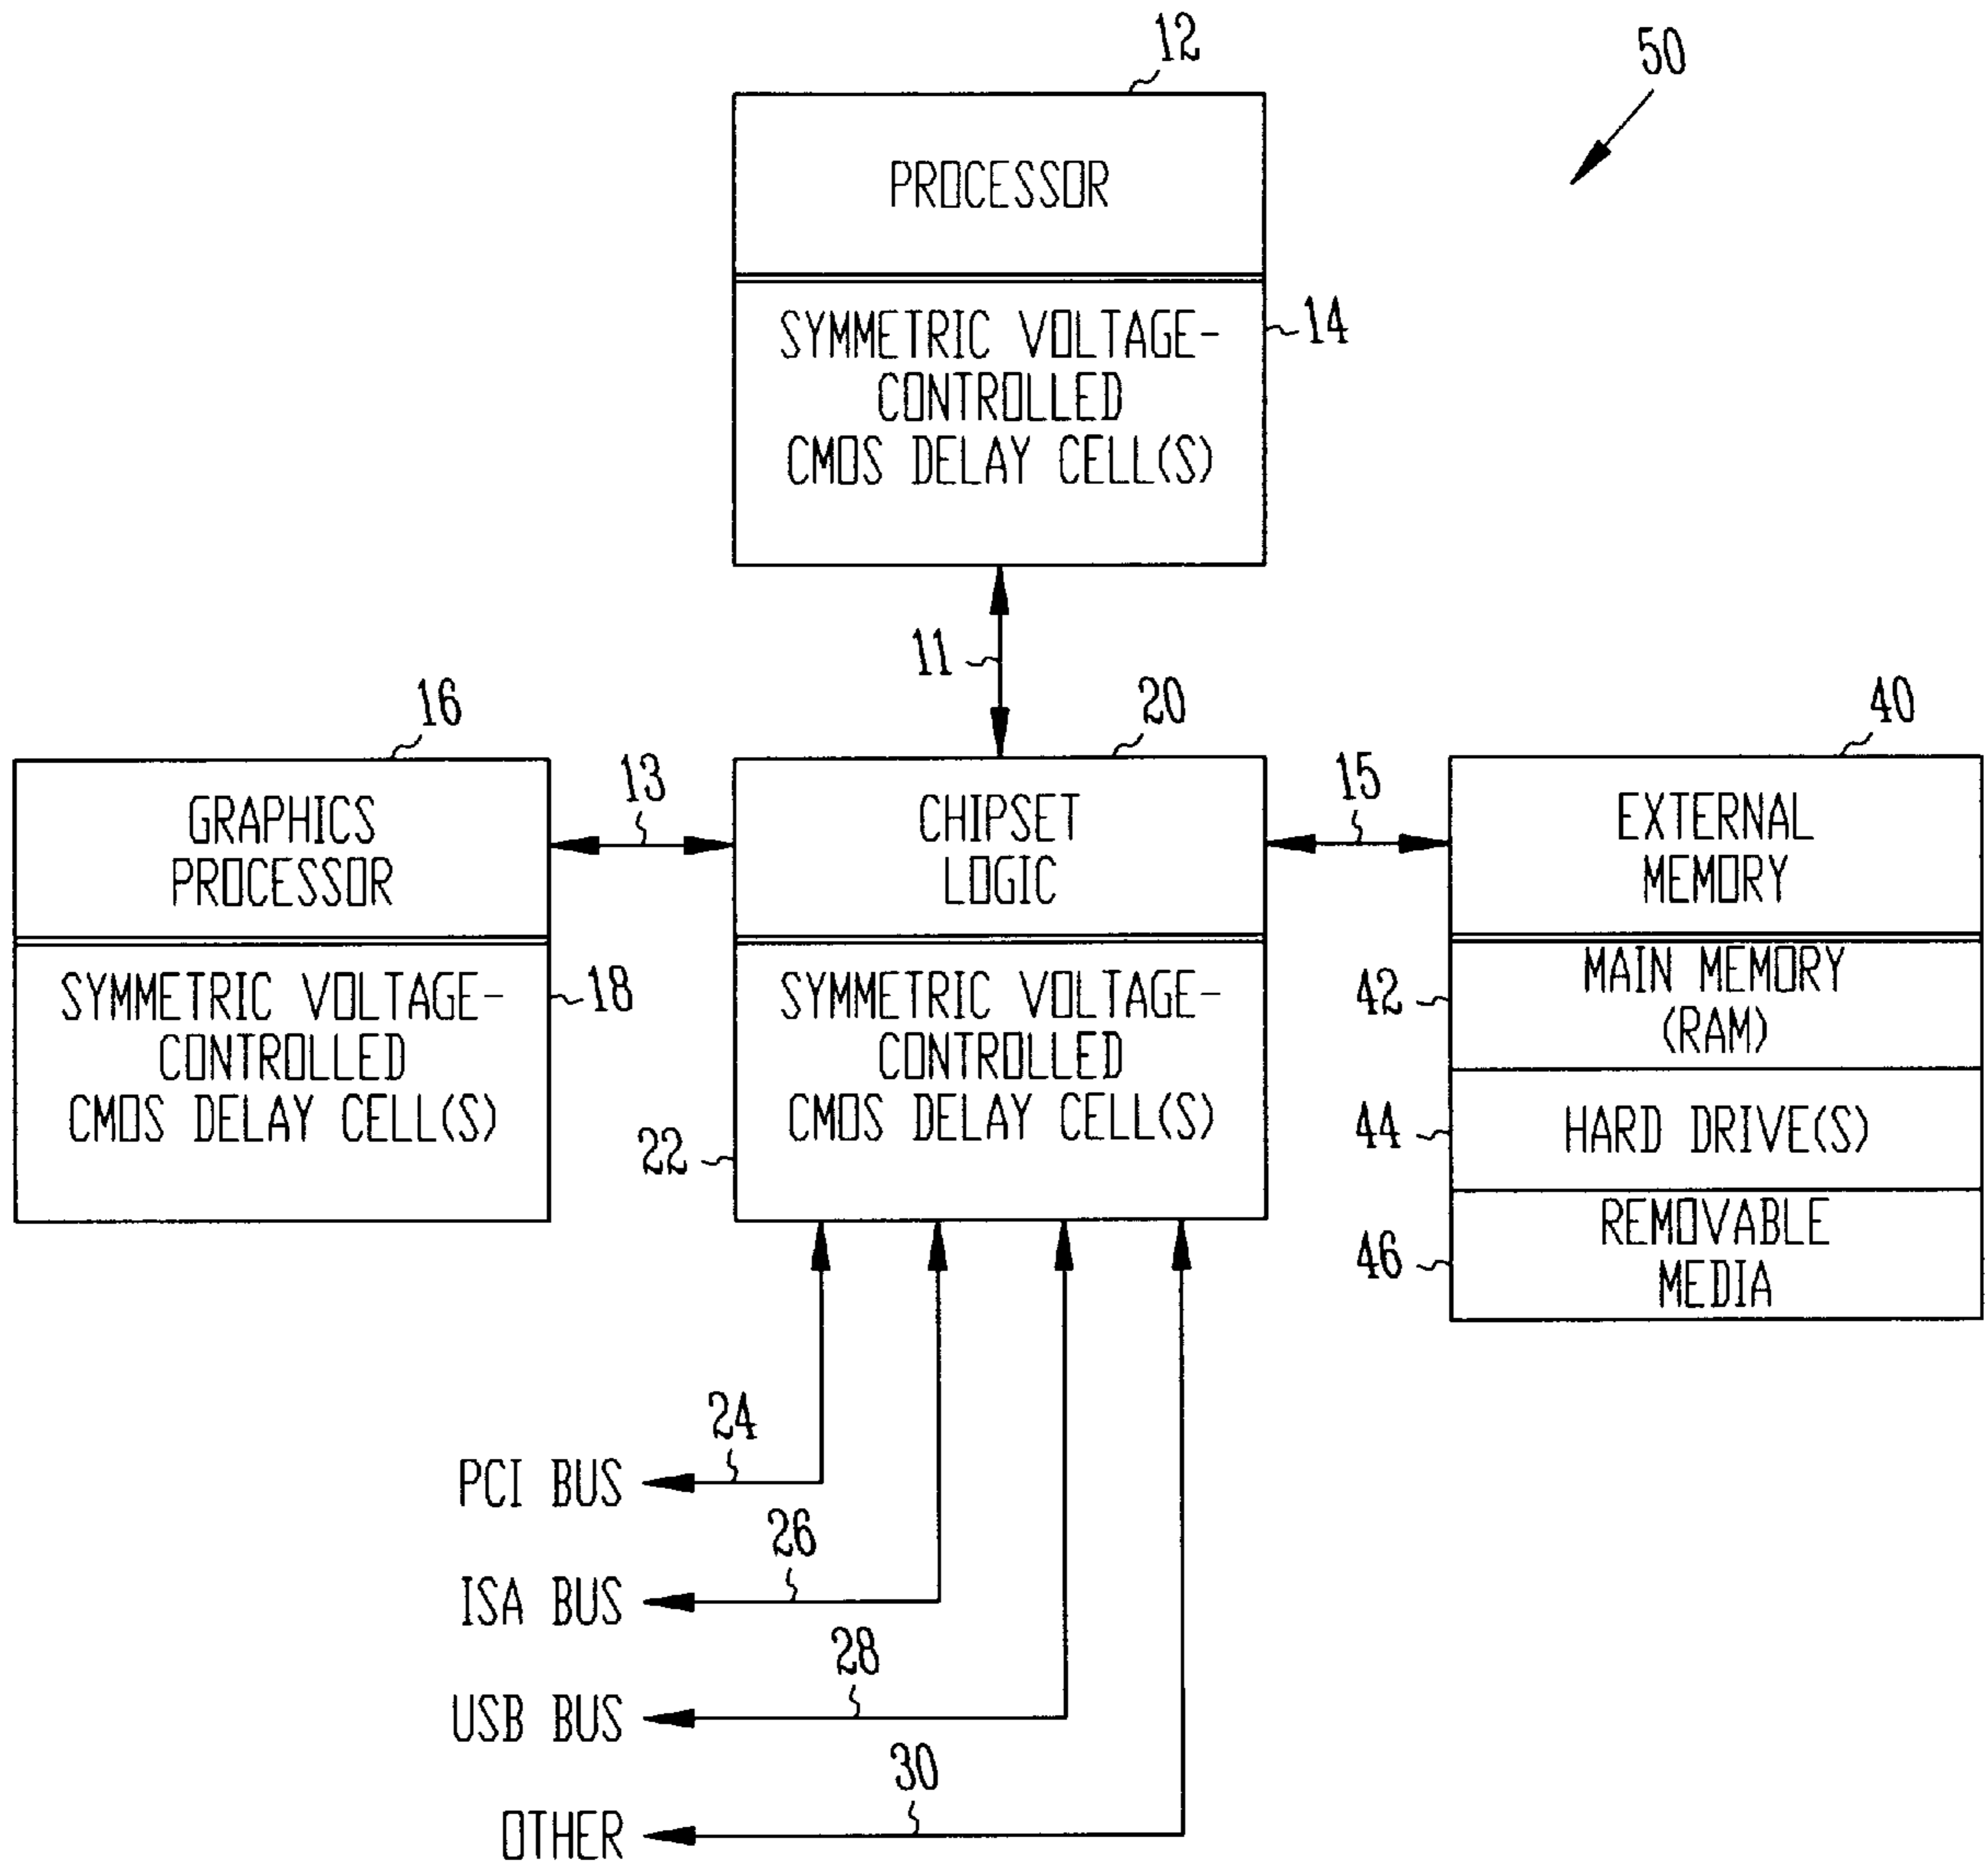 12
50
PROCESSOR
SYMMETRIC VOLTAGE-
CONTROLLED
CMOS DELAY CELL(S)
14
11
16
GRAPHICS
PROCESSOR
SYMMETRIC VOLTAGE-
CONTROLLED
CMOS DELAY CELL(S)
18
13
20
CHIPSET
LOGIC
SYMMETRIC VOLTAGE-
CONTROLLED
CMOS DELAY CELL(S)
22
15
40
EXTERNAL
MEMORY
42
MAIN MEMORY
(RAM)
44
HARD DRIVE(S)
46
REMOVABLE
MEDIA
24
PCI BUS
26
ISA BUS
28
USB BUS
30
OTHER